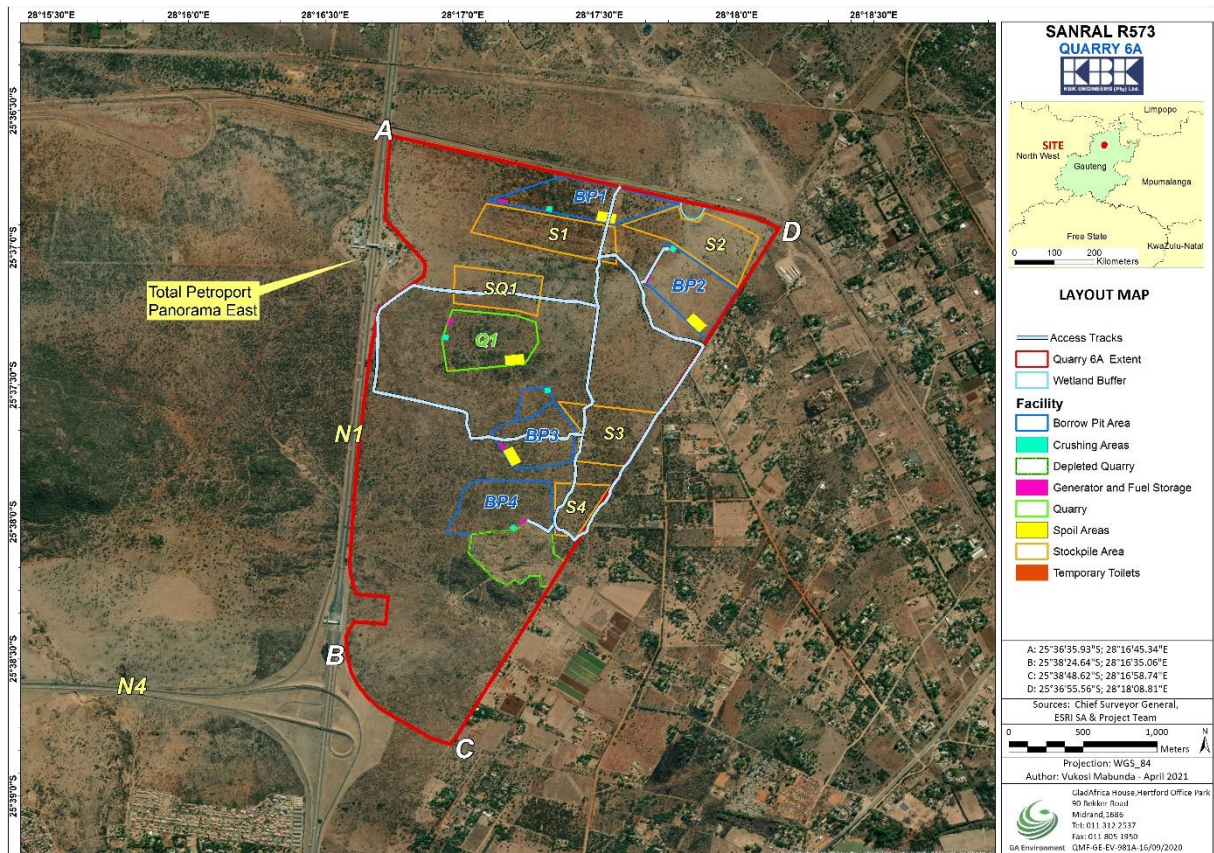 28°15'30"E 28°16'0"E 28°16'30"E 28°17'0"E 28°17'30"E 28°18'0"E 28°18'30"E
25°36'30"S
25°37'0"S
25°37'30"S
25°38'0"S
25°38'30"S
25°39'0"S
A
BP1
S1
S2
D
Total Petroport
Panorama East
SQ1
BP2
Q1
N1
BP3
S3
BP4
S4
B
N4
C
SANRAL R573
QUARRY 6A
KBK
KBK ENGINEERS (Pty) Ltd.
Limpopo
SITE
North West
Gauteng
Mpumalanga
Free State
KwaZulu-Natal
0 100 200
Kilometers
LAYOUT MAP
Access Tracks
Quarry 6A Extent
Wetland Buffer
Facility
Borrow Pit Area
Crushing Areas
Depleted Quarry
Generator and Fuel Storage
Quarry
Spoil Areas
Stockpile Area
Temporary Toilets
A: 25°36'35.93"S; 28°16'45.34"E
B: 25°38'24.64"S; 28°16'35.06"E
C: 25°38'48.62"S; 28°16'58.74"E
D: 25°36'55.56"S; 28°18'08.81"E
Sources: Chief Surveyor General,
ESRI SA & Project Team
0 500 1,000
Meters
N
Projection: WGS_84
Author: Vukosi Mabunda - April 2021
GladAfrica House,Hertford Office Park
90 Bekker Road
Midrand,1686
Tel: 011 312 2537
Fax: 011 805 1950
GA Environment QMF-GE-EV-981A-16/09/2020